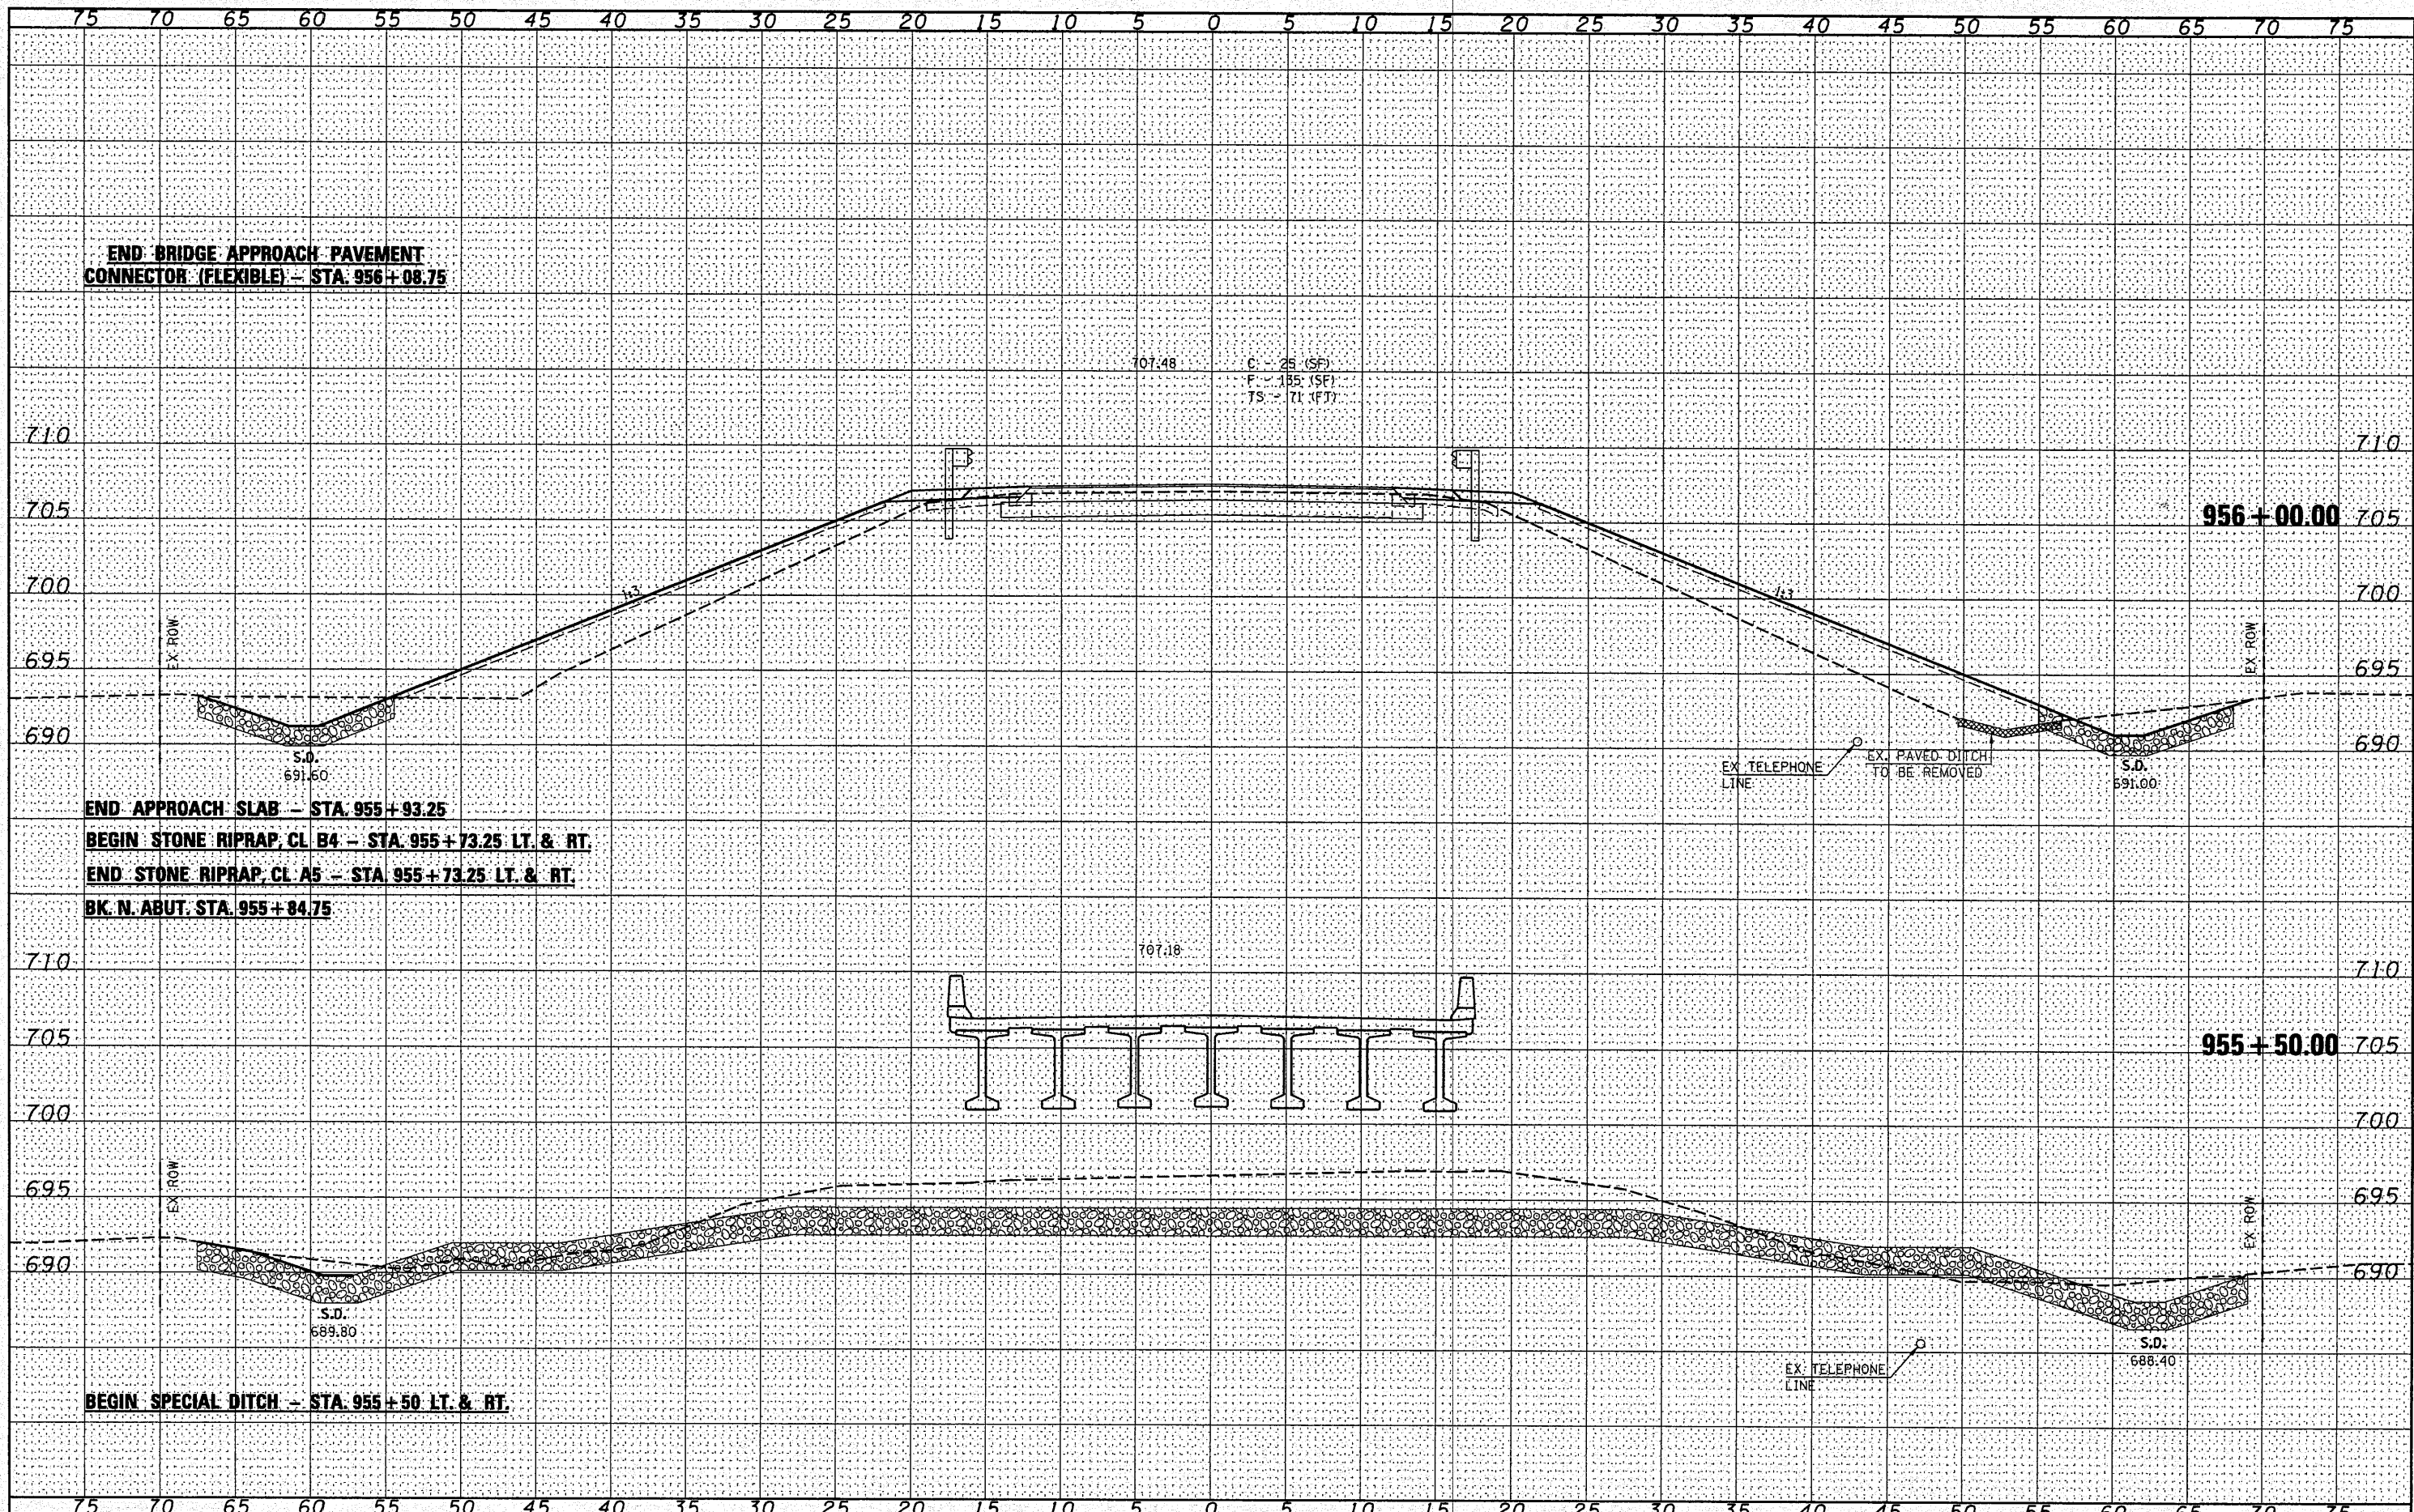 75 70 65 60 55 50 45 40 35 30 25 20 15 10 5 0 5 10 15 20 25 30 35 40 45 50 55 60 65 70 75
END BRIDGE APPROACH PAVEMENT
CONNECTOR (FLEXIBLE) – STA. 956+08.75
707.48 C - 25 (SF)
F - 135 (SF)
TS - 71 (FT)
710 710
705 956+00.00 705
1:3 1:3
700 700
EX ROW EX ROW
695 695
690 690
S.D.
691.60
EX TELEPHONE
LINE
EX. PAVED DITCH
TO BE REMOVED
S.D.
691.00
END APPROACH SLAB – STA. 955+93.25
BEGIN STONE RIPRAP, CL B4 – STA. 955+73.25 LT. & RT.
END STONE RIPRAP, CL A5 – STA. 955+73.25 LT. & RT.
BK. N. ABUT. STA. 955+84.75
707.18
710 710
705 955+50.00 705
700 700
EX ROW EX ROW
695 695
690 690
S.D.
689.80
S.D.
688.40
EX TELEPHONE
LINE
BEGIN SPECIAL DITCH – STA. 955+50 LT. & RT.
75 70 65 60 55 50 45 40 35 30 25 20 15 10 5 0 5 10 15 20 25 30 35 40 45 50 55 60 65 70 75